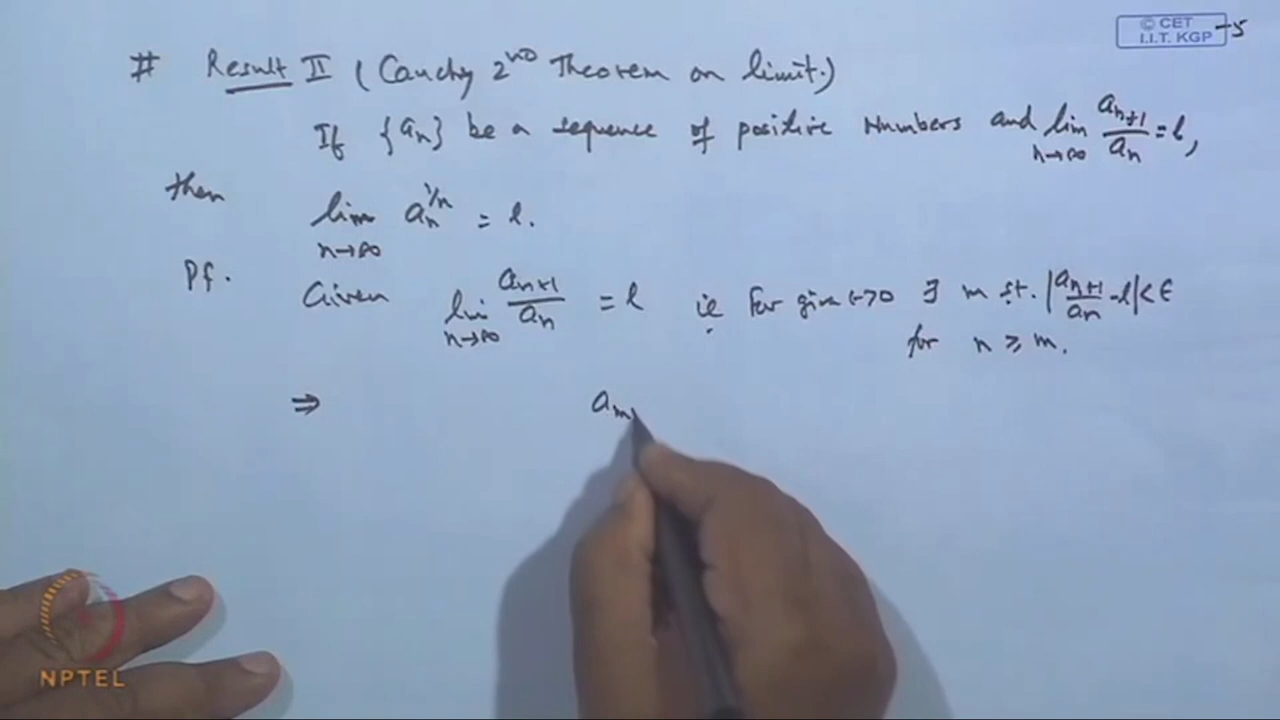 © CET
I.I.T. KGP -5
# Result II (Cauchy 2ND Theorem on limit.)
If {aₙ} be a sequence of positive Numbers and lim n→∞ aₙ₊₁/aₙ = l,
then lim n→∞ aₙ^(1/n) = l.
Pf. Given lim n→∞ aₙ₊₁/aₙ = l ie For given ε>0 ∃ m st. |aₙ₊₁/aₙ - l| < ε
for n ≥ m.
⇒ aₘ
NPTEL